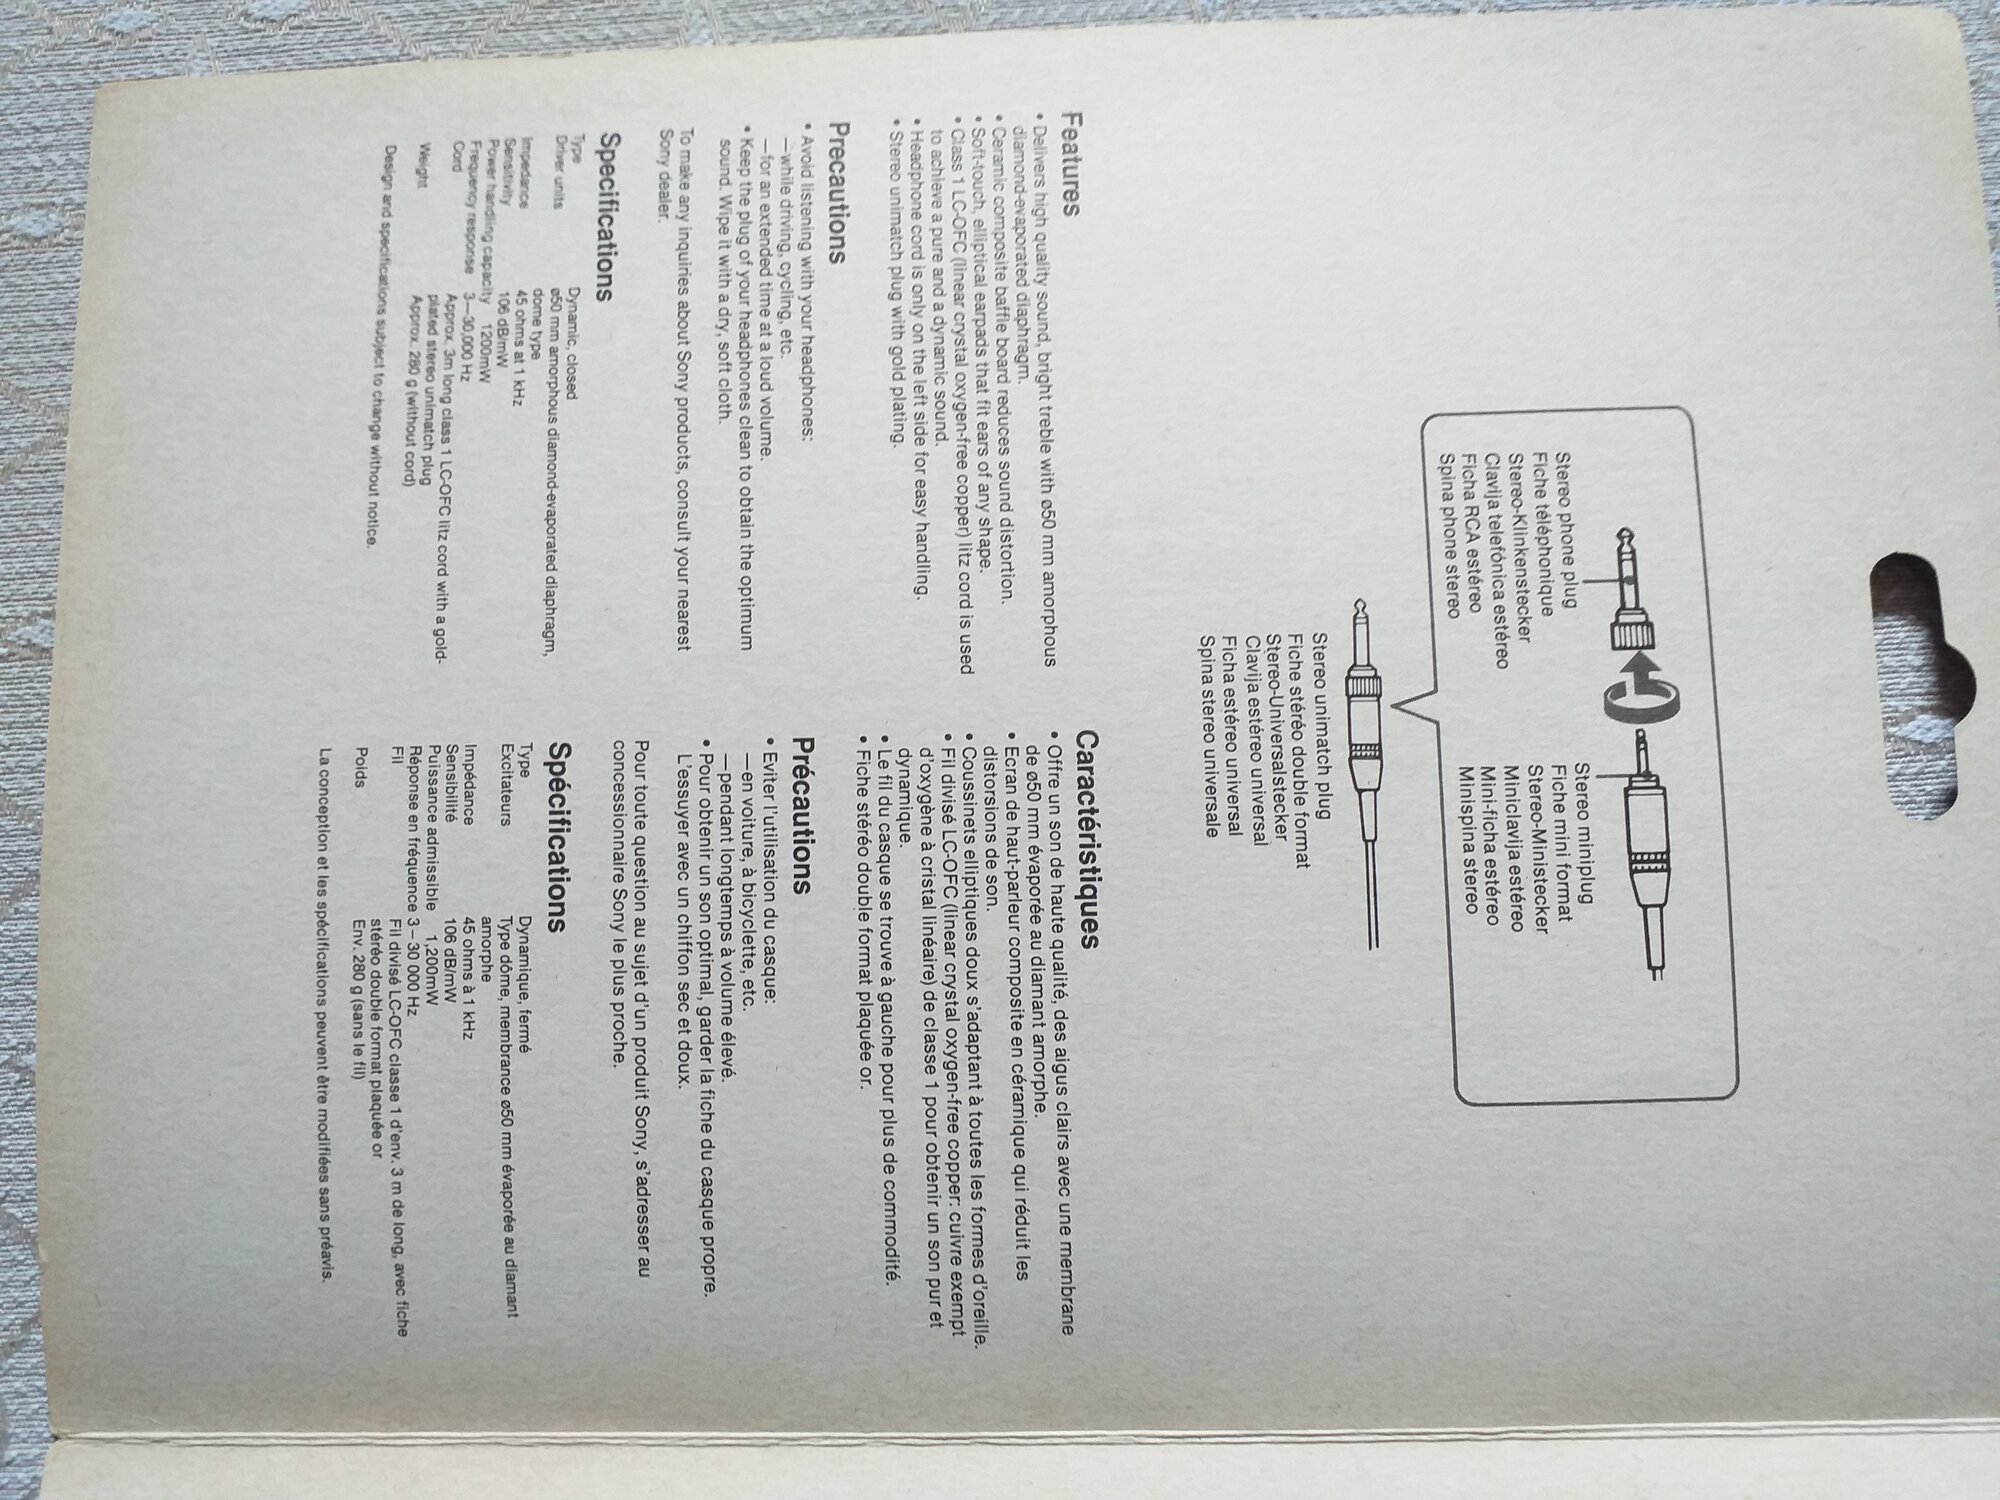 Stereo phone plug
Fiche téléphonique
Stereo-Klinkenstecker
Clavija telefónica estéreo
Ficha RCA estéreo
Spina phone stereo
Stereo miniplug
Fiche mini format
Stereo-Ministecker
Miniclavija estéreo
Mini-ficha estéreo
Minispina stereo
Stereo unimatch plug
Fiche stéréo double format
Stereo-Universalstecker
Clavija estéreo universal
Ficha estéreo universal
Spina stereo universale
Features
• Delivers high quality sound, bright treble with ø50 mm amorphous
diamond-evaporated diaphragm.
• Ceramic composite baffle board reduces sound distortion.
• Soft-touch, elliptical earpads that fit ears of any shape.
• Class 1 LC-OFC (linear crystal oxygen-free copper) litz cord is used
to achieve a pure and a dynamic sound.
• Headphone cord is only on the left side for easy handling.
• Stereo unimatch plug with gold plating.
Precautions
• Avoid listening with your headphones:
—while driving, cycling, etc.
—for an extended time at a loud volume.
• Keep the plug of your headphones clean to obtain the optimum
sound. Wipe it with a dry, soft cloth.
To make any inquiries about Sony products, consult your nearest
Sony dealer.
Specifications
Type Dynamic, closed
Driver units ø50 mm amorphous diamond-evaporated diaphragm,
dome type
Impedance 45 ohms at 1 kHz
Sensitivity 106 dB/mW
Power handling capacity 1200mW
Frequency response 3—30,000 Hz
Cord Approx. 3m long class 1 LC-OFC litz cord with a gold-
plated stereo unimatch plug
Weight Approx. 280 g (without cord)
Design and specifications subject to change without notice.
Caractéristiques
• Offre un son de haute qualité, des aigus clairs avec une membrane
de ø50 mm évaporée au diamant amorphe.
• Ecran de haut-parleur composite en céramique qui réduit les
distorsions de son.
• Coussinets elliptiques doux s'adaptant à toutes les formes d'oreille.
• Fil divisé LC-OFC (linear crystal oxygen-free copper: cuivre exempt
d'oxygène à cristal linéaire) de classe 1 pour obtenir un son pur et
dynamique.
• Le fil du casque se trouve à gauche pour plus de commodité.
• Fiche stéréo double format plaquée or.
Précautions
• Eviter l'utilisation du casque:
—en voiture, à bicyclette, etc.
—pendant longtemps à volume élevé.
• Pour obtenir un son optimal, garder la fiche du casque propre.
L'essuyer avec un chiffon sec et doux.
Pour toute question au sujet d'un produit Sony, s'adresser au
concessionnaire Sony le plus proche.
Spécifications
Type Dynamique, fermé
Excitateurs Type dôme, membrance ø50 mm évaporée au diamant
amorphe
Impédance 45 ohms à 1 kHz
Sensibilité 106 dB/mW
Puissance admissible 1,200mW
Réponse en fréquence 3 – 30 000 Hz
Fil Fil divisé LC-OFC classe 1 d'env. 3 m de long, avec fiche
stéréo double format plaquée or
Poids Env. 280 g (sans le fil)
La conception et les spécifications peuvent être modifiées sans préavis.